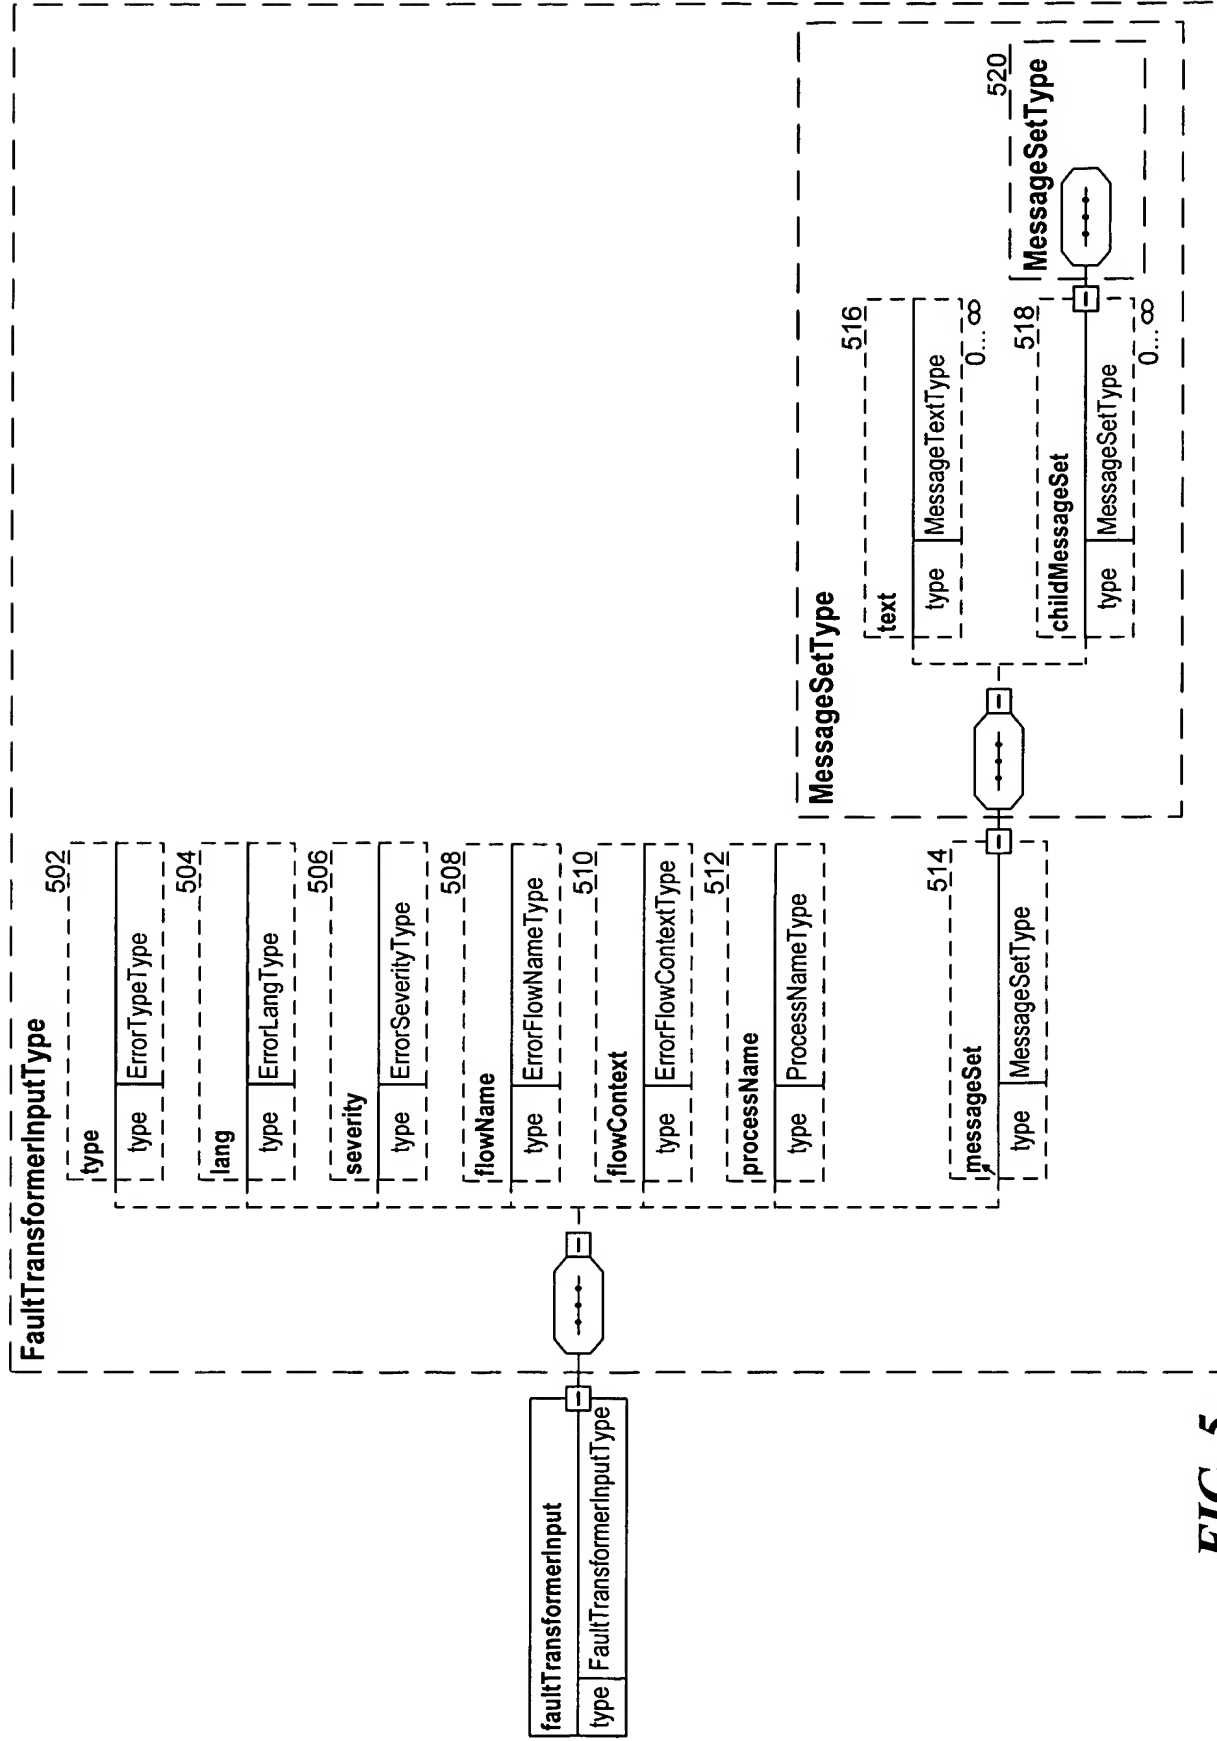 FaultTransformerInputType
502
type
type ErrorTypeType
504
lang
type ErrorLangType
506
severity
type ErrorSeverityType
508
flowName
type ErrorFlowNameType
510
flowContext
type ErrorFlowContextType
512
processName
type ProcessNameType
514
messageSet
type MessageSetType
faultTransformerInput
type FaultTransformerInputType
MessageSetType
516
text
type MessageTextType
0... ∞
518
childMessageSet
type MessageSetType
0... ∞
520
MessageSetType
FIG. 5